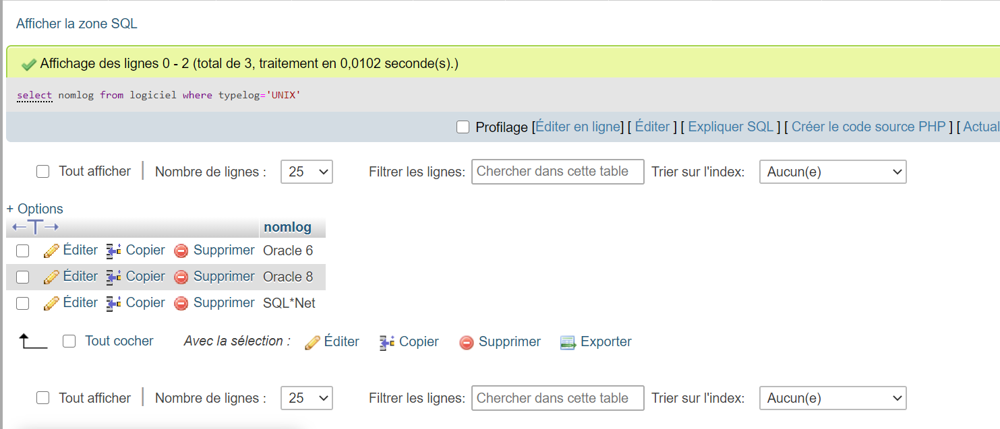 Afficher la zone SQL
Affichage des lignes 0 - 2 (total de 3, traitement en 0,0102 seconde(s).)
select nomlog from logiciel where typelog='UNIX'
Profilage [Éditer en ligne] [ Éditer ] [ Expliquer SQL ] [ Créer le code source PHP ] [ Actual
Tout afficher | Nombre de lignes : 25 Filtrer les lignes: Chercher dans cette table Trier sur l'index: Aucun(e)
+ Options
←T→ nomlog
Éditer Copier Supprimer Oracle 6
Éditer Copier Supprimer Oracle 8
Éditer Copier Supprimer SQL*Net
Tout cocher Avec la sélection : Éditer Copier Supprimer Exporter
Tout afficher | Nombre de lignes : 25 Filtrer les lignes: Chercher dans cette table Trier sur l'index: Aucun(e)